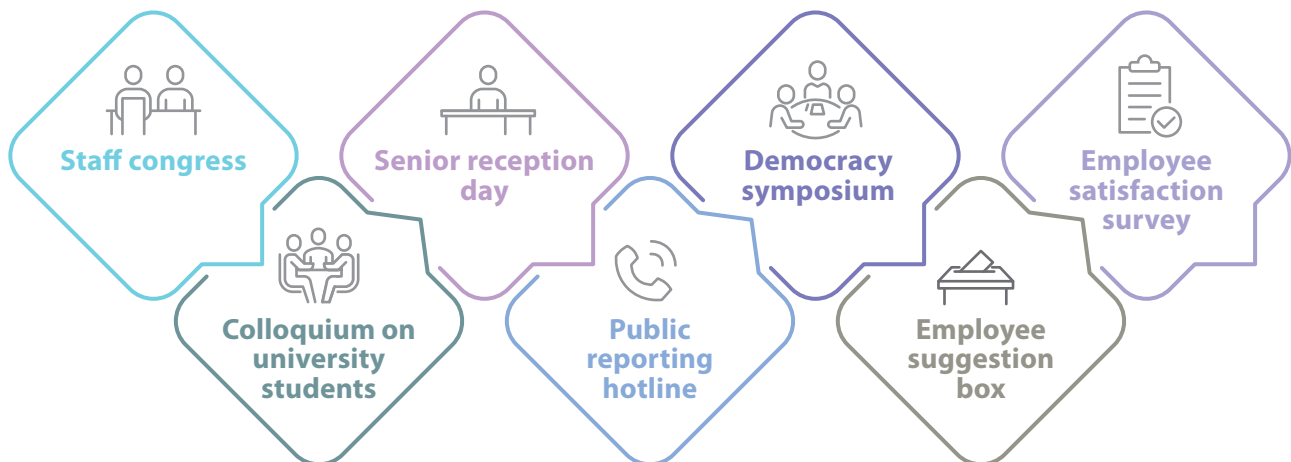 Staff congress
Colloquium on
university
students
Senior reception
day
Public
reporting
hotline
Democracy
symposium
Employee
suggestion
box
Employee
satisfaction
survey